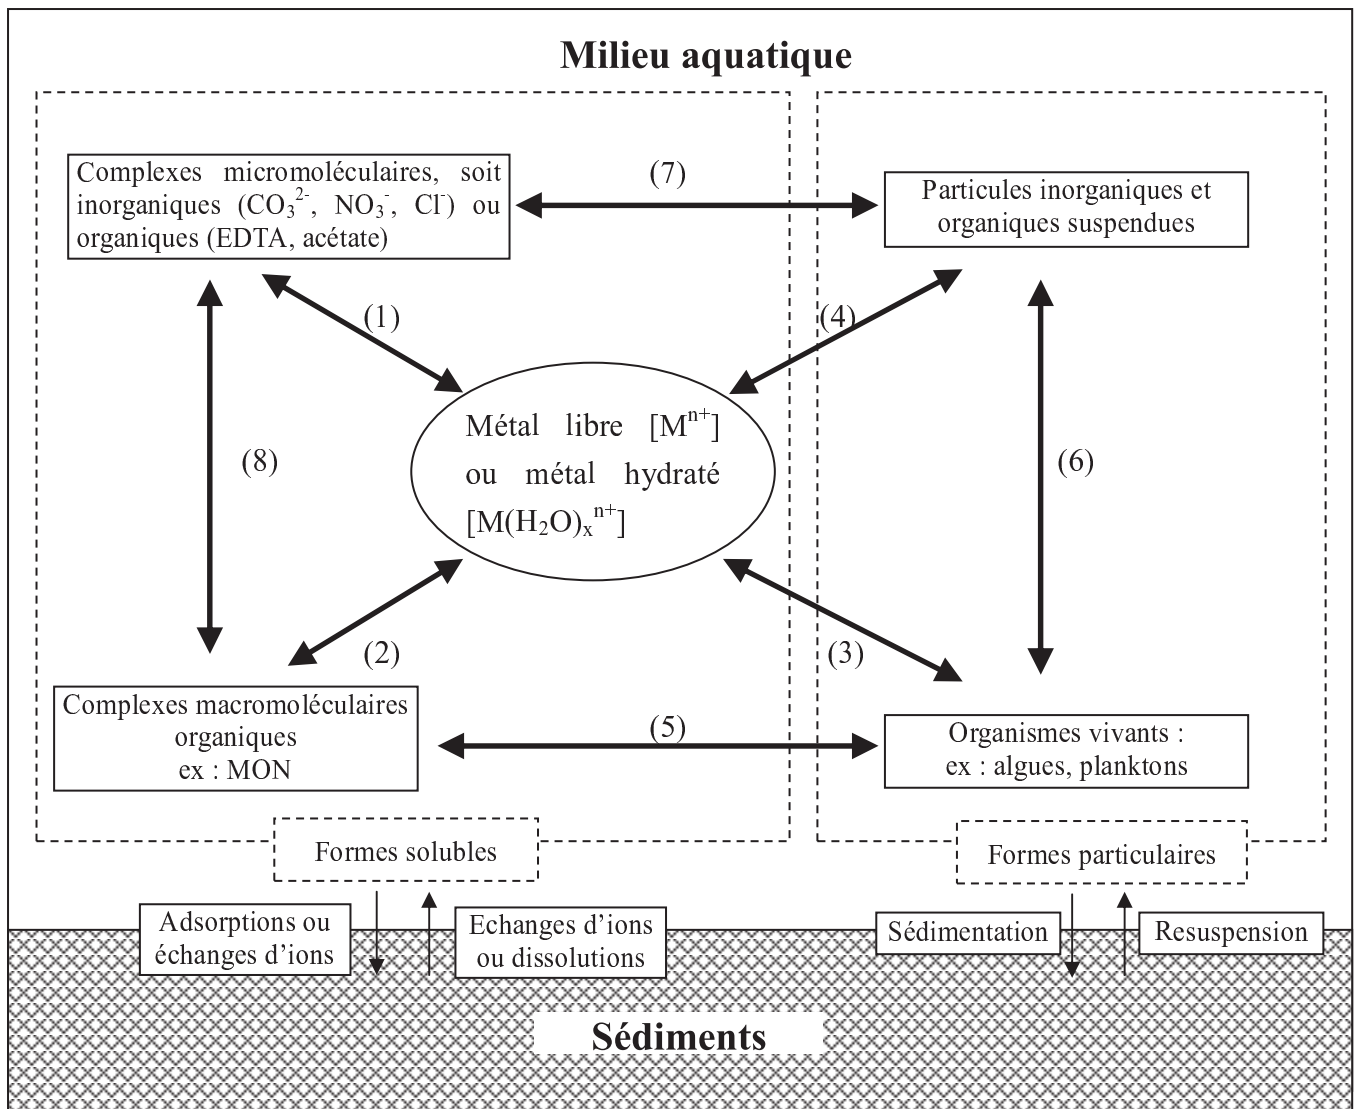 Milieu aquatique
Complexes micromoléculaires, soit
inorganiques (CO₃²⁻, NO₃⁻, Cl⁻) ou
organiques (EDTA, acétate)
(7)
Particules inorganiques et
organiques suspendues
(1)
(4)
Métal libre [Mⁿ⁺]
ou métal hydraté
[M(H₂O)ₓⁿ⁺]
(8)
(6)
(2)
(3)
Complexes macromoléculaires
organiques
ex : MON
(5)
Organismes vivants :
ex : algues, planktons
Formes solubles
Formes particulaires
Adsorptions ou
échanges d’ions
Echanges d’ions
ou dissolutions
Sédimentation
Resuspension
Sédiments